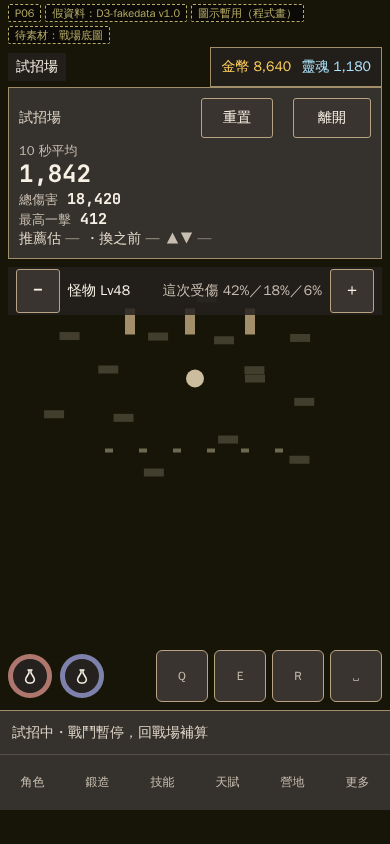 P06 假資料：D3-fakedata v1.0 圖示暫用（程式畫）
待素材：戰場底圖
試招場 金幣 8,640 靈魂 1,180
試招場 重置 離開
10 秒平均
1,842
總傷害 18,420
最高一擊 412
推薦估 — ・換之前 — ▲▼ —
− 怪物 Lv48 這次受傷 42%／18%／6% ＋
Q E R ⎵
試招中・戰鬥暫停，回戰場補算
角色 鍛造 技能 天賦 營地 更多